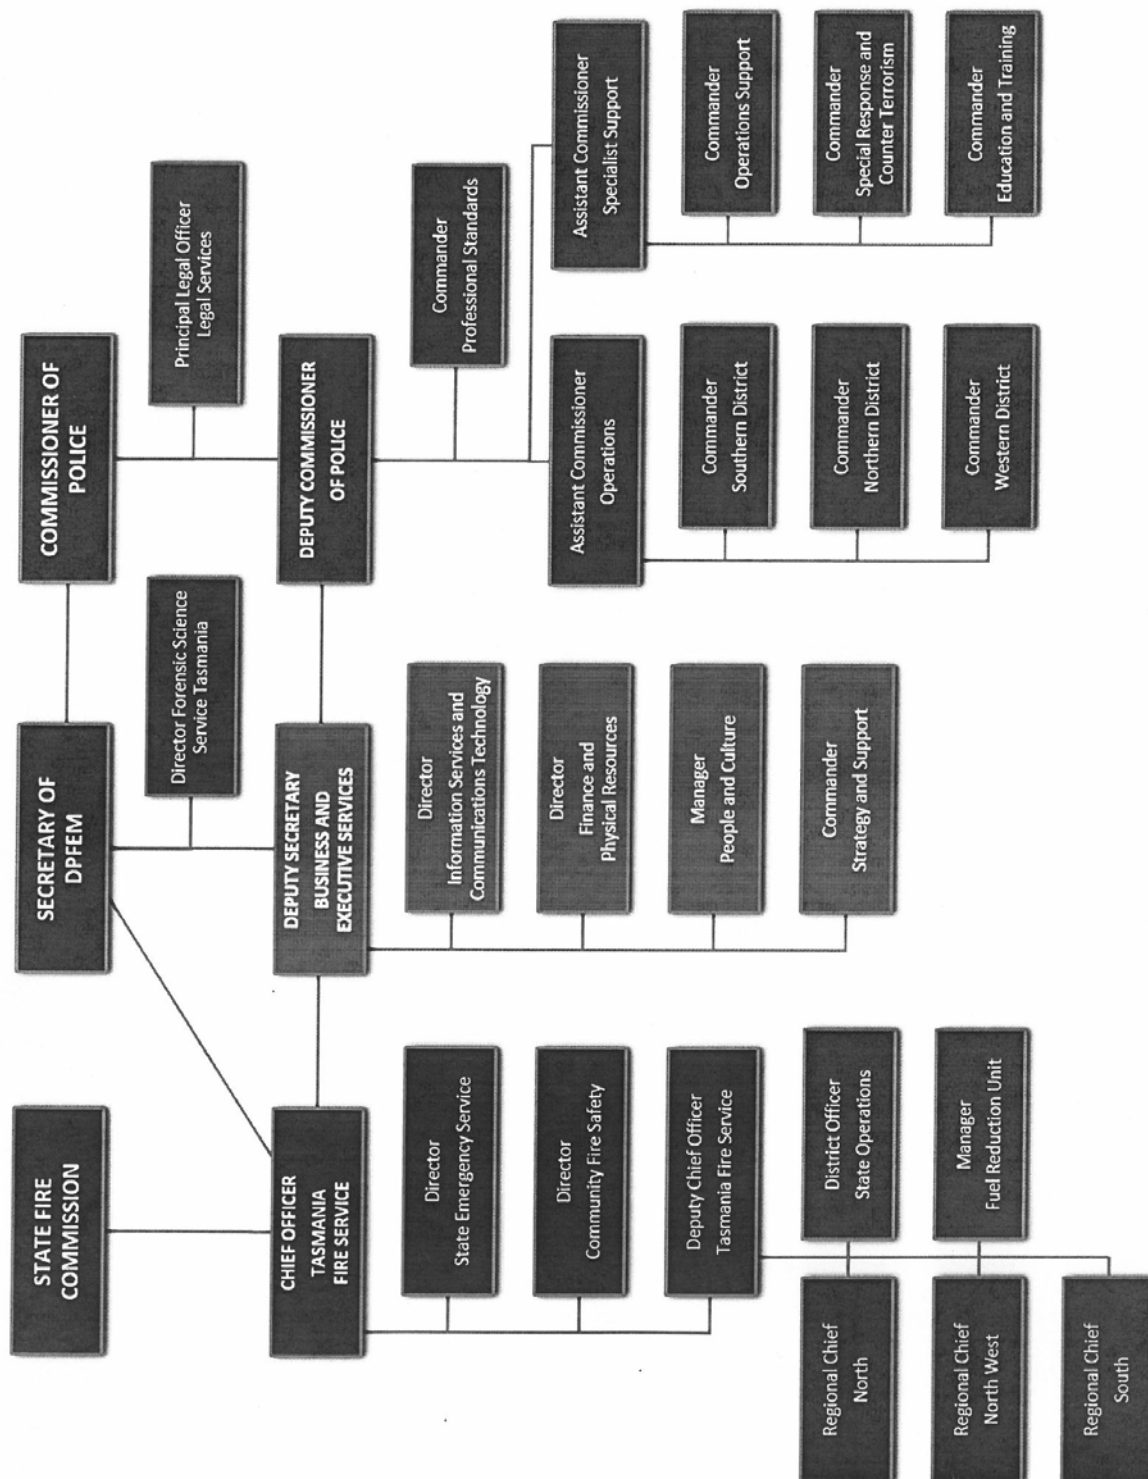 STATE FIRE
COMMISSION
SECRETARY OF
DPFEM
COMMISSIONER OF
POLICE
Director Forensic Science
Service Tasmania
Principal Legal Officer
Legal Services
CHIEF OFFICER
TASMANIA
FIRE SERVICE
DEPUTY SECRETARY
BUSINESS AND
EXECUTIVE SERVICES
DEPUTY COMMISSIONER
OF POLICE
Director
State Emergency Service
Director
Community Fire Safety
Deputy Chief Officer
Tasmania Fire Service
Regional Chief
North
District Officer
State Operations
Regional Chief
North West
Manager
Fuel Reduction Unit
Regional Chief
South
Director
Information Services and
Communications Technology
Director
Finance and
Physical Resources
Manager
People and Culture
Commander
Strategy and Support
Commander
Professional Standards
Assistant Commissioner
Operations
Commander
Southern District
Commander
Northern District
Commander
Western District
Assistant Commissioner
Specialist Support
Commander
Operations Support
Commander
Special Response and
Counter Terrorism
Commander
Education and Training